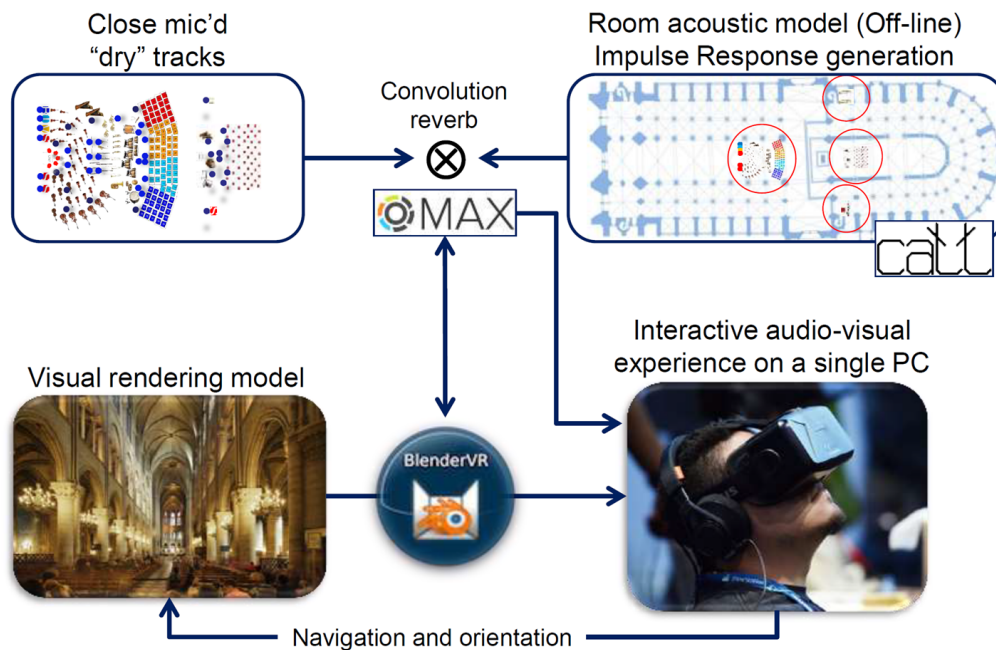 Close mic’d
“dry” tracks
Convolution
reverb
MAX
Room acoustic model (Off-line)
Impulse Response generation
catt
Visual rendering model
BlenderVR
Interactive audio-visual
experience on a single PC
Navigation and orientation